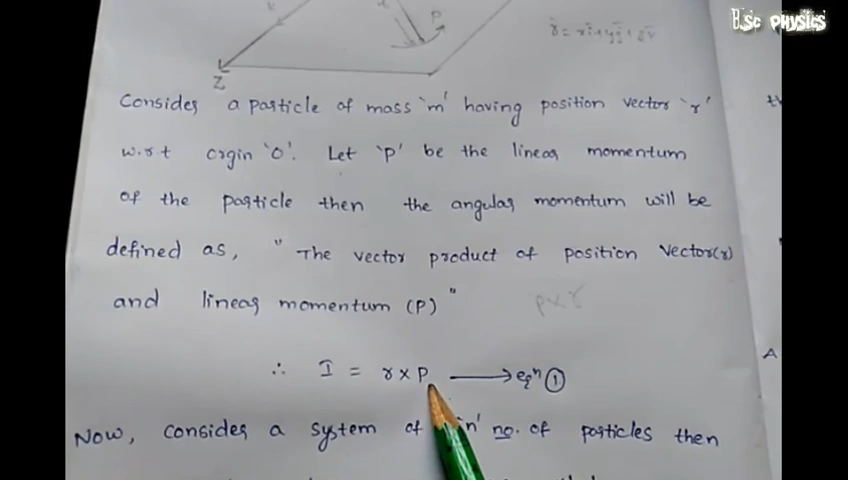 B.sc PHYSICS
x
P
Z
Consider a particle of mass 'm' having position vector 'r'
w.r.t orgin 'O'. Let 'P' be the linear momentum
of the particle then the angular momentum will be
defined as, "The vector product of position Vector(r)
and linear momentum (P)"
P×r
∴ I = r×P ⟶ eqⁿ ①
Now, consider a system of 'n' no. of particles then
A